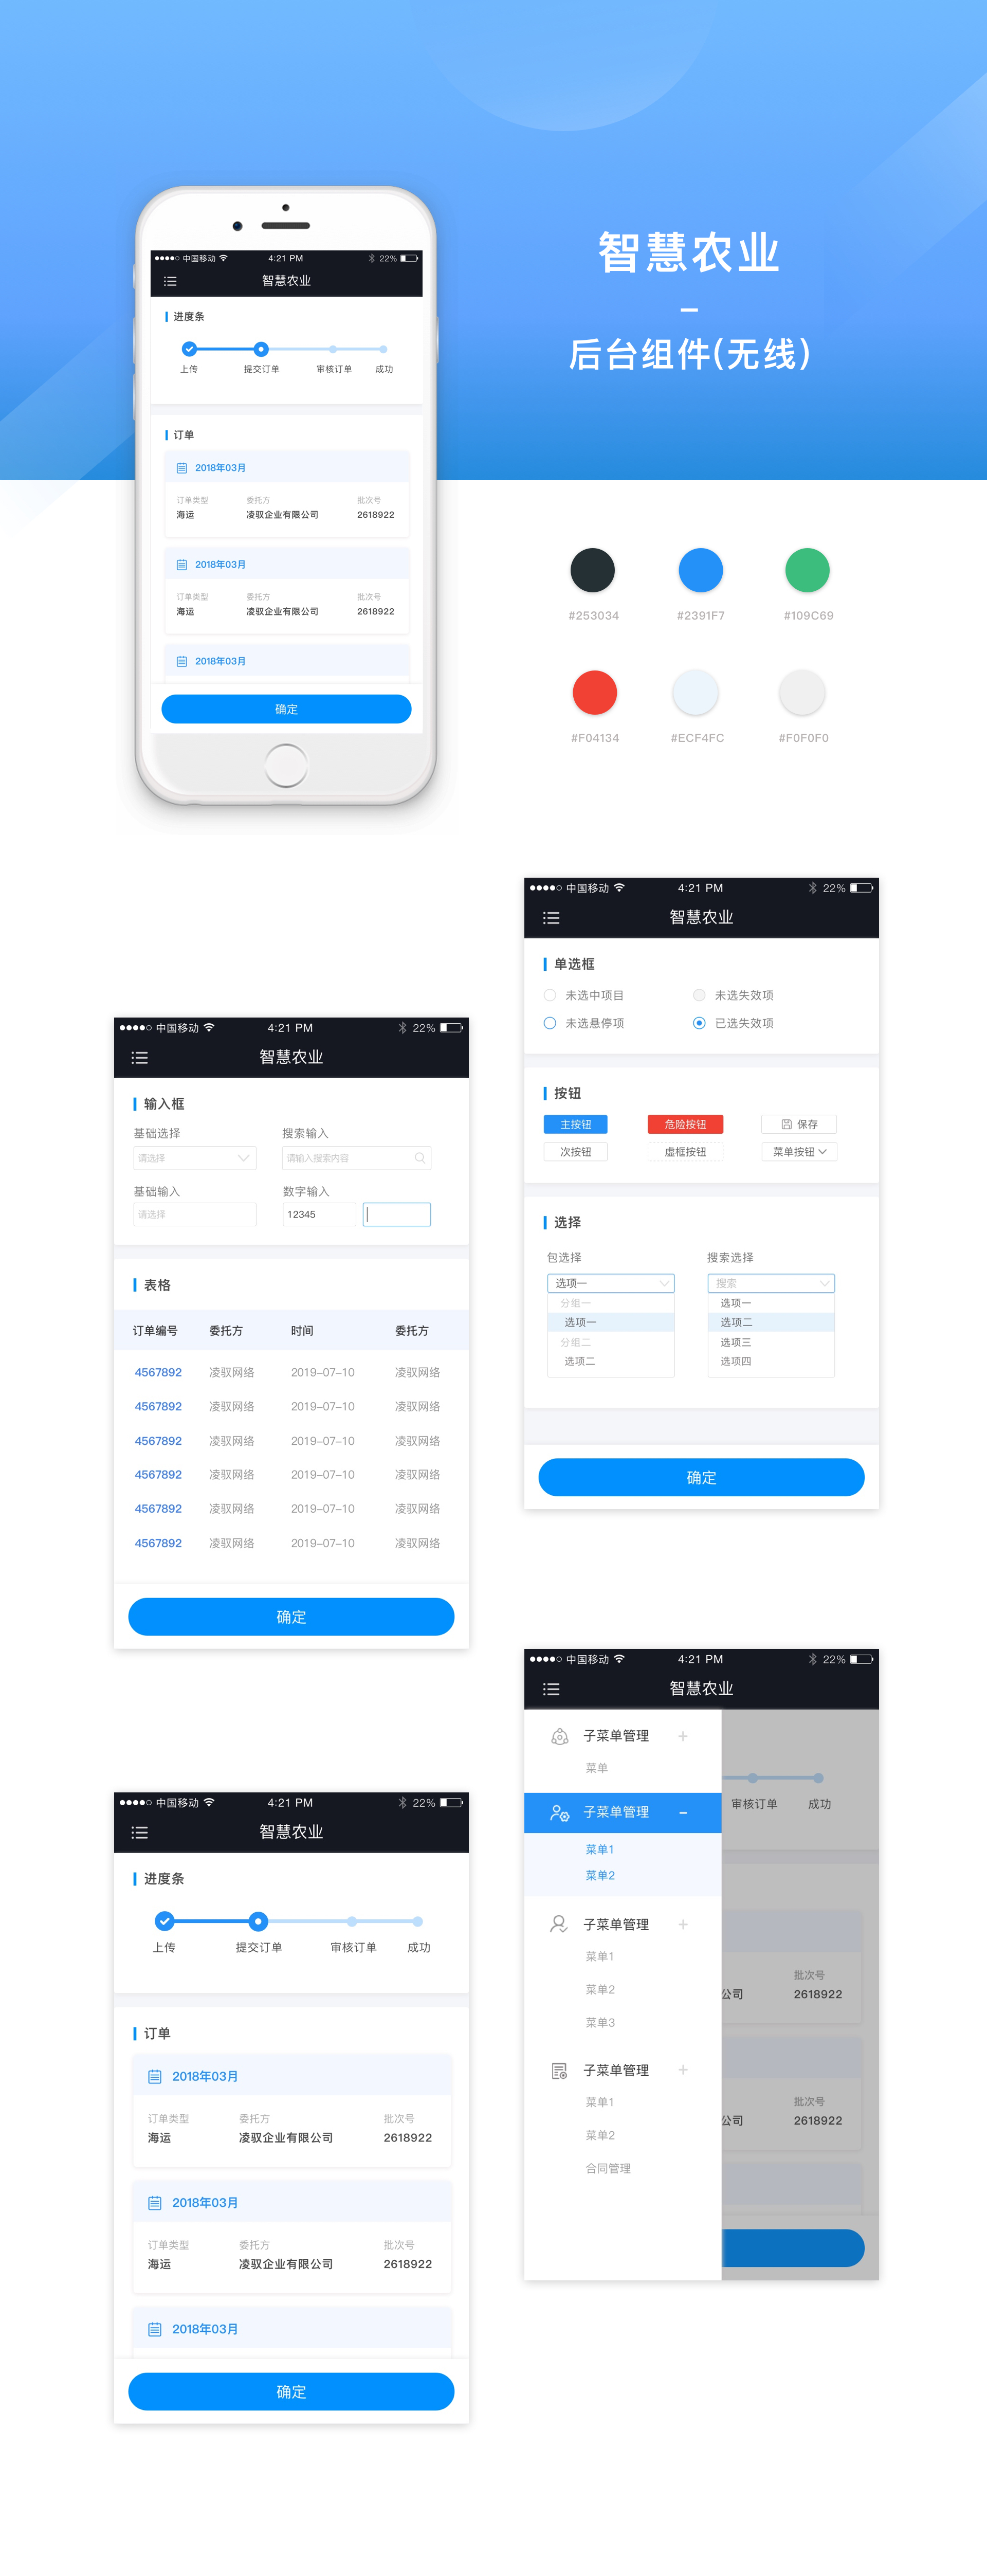 中国移动 4:21 PM 22%
智慧农业
进度条
上传 提交订单 审核订单 成功
订单
2018年03月
订单类型 委托方 批次号
海运 凌驭企业有限公司 2618922
2018年03月
订单类型 委托方 批次号
海运 凌驭企业有限公司 2618922
2018年03月
确定
智慧农业
–
后台组件(无线)
#253034 #2391F7 #109C69
#F04134 #ECF4FC #F0F0F0
中国移动 4:21 PM 22%
智慧农业
单选框
未选中项目 未选失效项
未选悬停项 已选失效项
按钮
主按钮 危险按钮 保存
次按钮 虚框按钮 菜单按钮
选择
包选择 搜索选择
选项一 搜索
分组一 选项一
选项一 选项二
分组二 选项三
选项二 选项四
确定
中国移动 4:21 PM 22%
智慧农业
输入框
基础选择 搜索输入
请选择 请输入搜索内容
基础输入 数字输入
请选择 12345
表格
订单编号 委托方 时间 委托方
4567892 凌驭网络 2019-07-10 凌驭网络
4567892 凌驭网络 2019-07-10 凌驭网络
4567892 凌驭网络 2019-07-10 凌驭网络
4567892 凌驭网络 2019-07-10 凌驭网络
4567892 凌驭网络 2019-07-10 凌驭网络
4567892 凌驭网络 2019-07-10 凌驭网络
确定
中国移动 4:21 PM 22%
智慧农业
子菜单管理 +
菜单
子菜单管理 –
菜单1
菜单2
子菜单管理 +
菜单1
菜单2
菜单3
子菜单管理 +
菜单1
菜单2
合同管理
审核订单 成功
批次号
公司 2618922
批次号
公司 2618922
中国移动 4:21 PM 22%
智慧农业
进度条
上传 提交订单 审核订单 成功
订单
2018年03月
订单类型 委托方 批次号
海运 凌驭企业有限公司 2618922
2018年03月
订单类型 委托方 批次号
海运 凌驭企业有限公司 2618922
2018年03月
确定